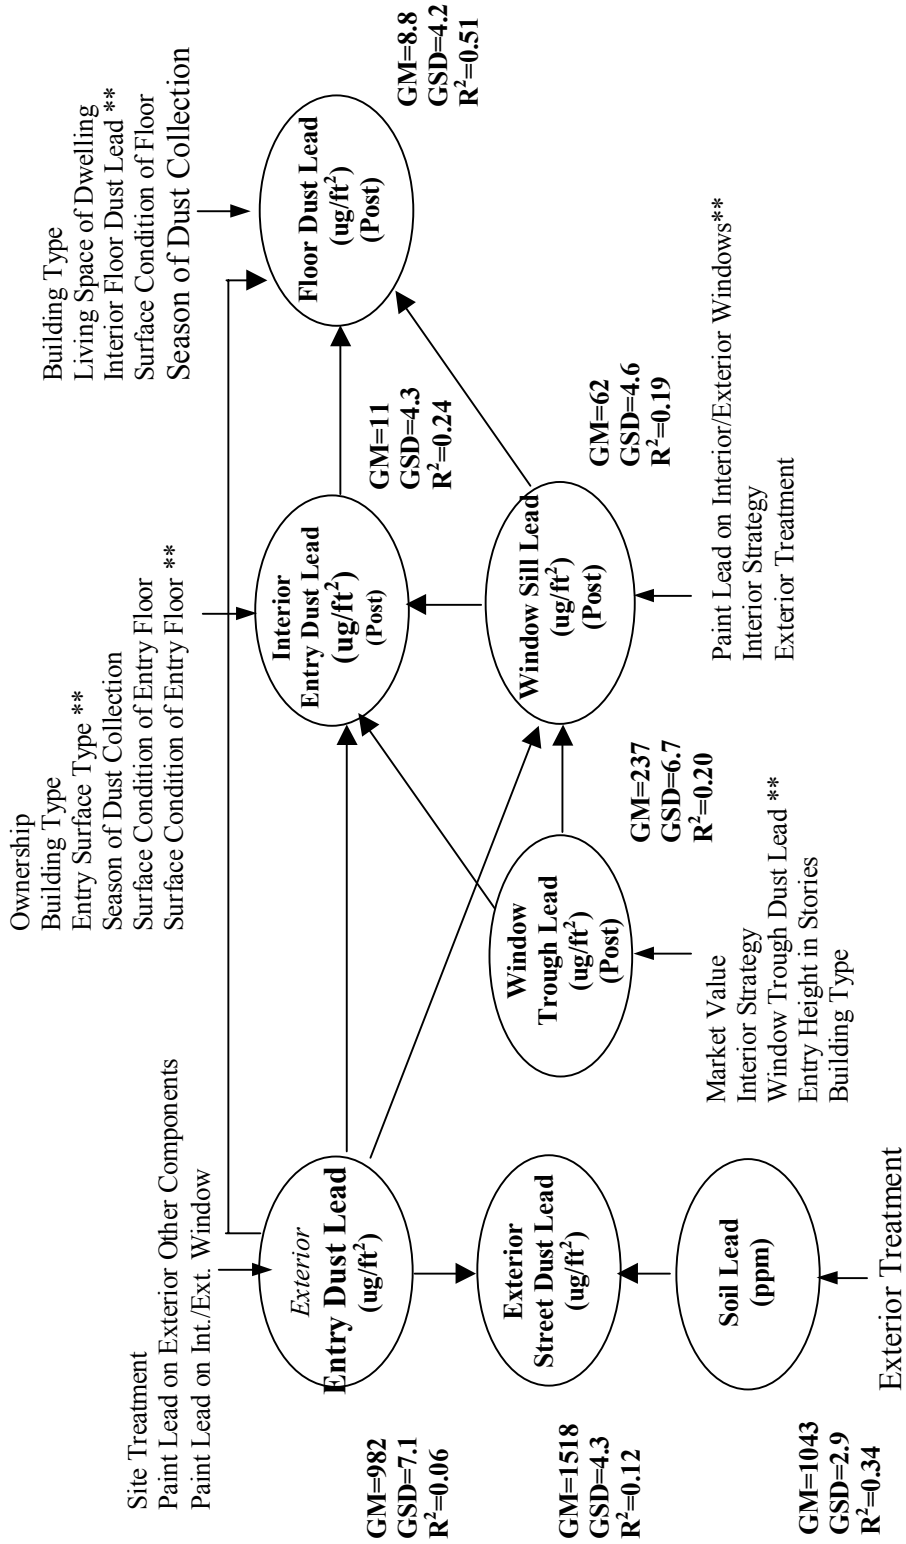 Site Treatment
Paint Lead on Exterior Other Components
Paint Lead on Int./Ext. Window
Ownership
Building Type
Entry Surface Type **
Season of Dust Collection
Surface Condition of Entry Floor
Surface Condition of Entry Floor **
Building Type
Living Space of Dwelling
Interior Floor Dust Lead **
Surface Condition of Floor
Season of Dust Collection
Exterior
Entry Dust Lead
(ug/ft²)
GM=982
GSD=7.1
R²=0.06
Interior
Entry Dust Lead
(ug/ft²)
(Post)
GM=11
GSD=4.3
R²=0.24
Floor Dust Lead
(ug/ft²)
(Post)
GM=8.8
GSD=4.2
R²=0.51
Exterior
Street Dust Lead
(ug/ft²)
GM=1518
GSD=4.3
R²=0.12
Window
Trough Lead
(ug/ft²)
(Post)
GM=237
GSD=6.7
R²=0.20
Window Sill Lead
(ug/ft²)
(Post)
GM=62
GSD=4.6
R²=0.19
Soil Lead
(ppm)
GM=1043
GSD=2.9
R²=0.34
Exterior Treatment
Market Value
Interior Strategy
Window Trough Dust Lead **
Entry Height in Stories
Building Type
Paint Lead on Interior/Exterior Windows**
Interior Strategy
Exterior Treatment